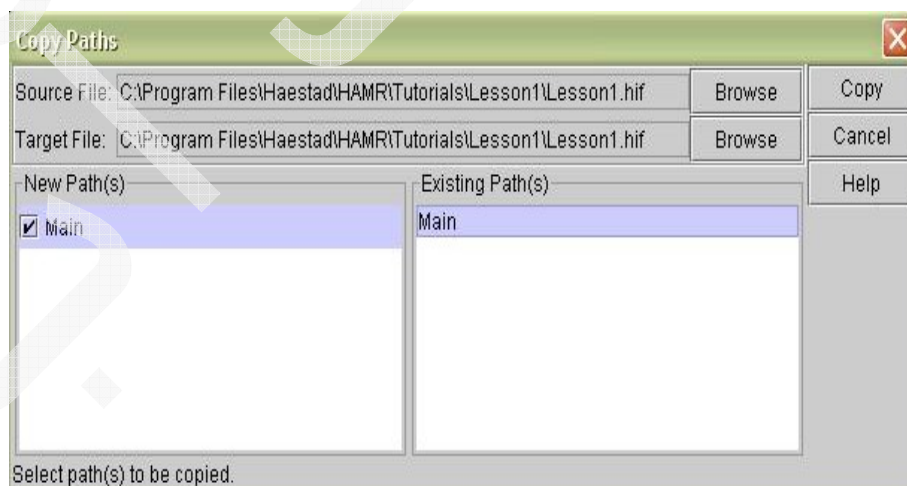 Copy Paths
Source File: C:\Program Files\Haestad\HAMR\Tutorials\Lesson1\Lesson1.hif Browse Copy
Target File: C:\Program Files\Haestad\HAMR\Tutorials\Lesson1\Lesson1.hif Browse Cancel
New Path(s) Existing Path(s) Help
Main Main
Select path(s) to be copied.